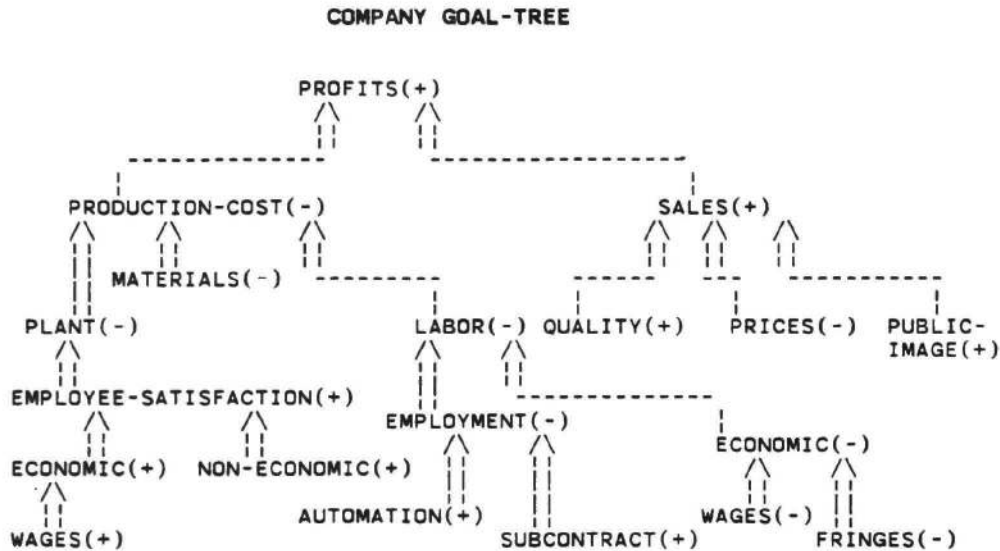 COMPANY GOAL-TREE
PROFITS(+)
PRODUCTION-COST(-) SALES(+)
MATERIALS(-)
PLANT(-) LABOR(-) QUALITY(+) PRICES(-) PUBLIC-
IMAGE(+)
EMPLOYEE-SATISFACTION(+)
EMPLOYMENT(-)
ECONOMIC(-)
ECONOMIC(+) NON-ECONOMIC(+)
AUTOMATION(+) WAGES(-)
WAGES(+) SUBCONTRACT(+) FRINGES(-)